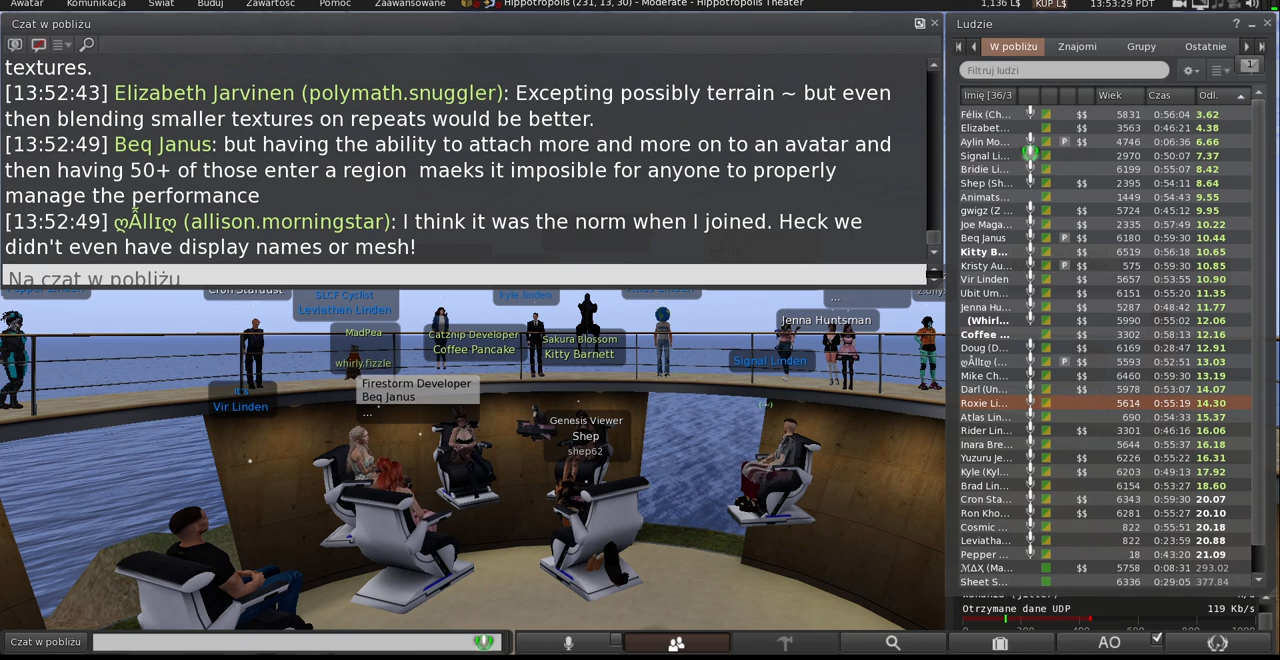 Awatar Komunikacja Świat Buduj Zawartość Pomoc Zaawansowane Hippotropolis (231, 13, 30) - Moderate - Hippotropolis Theater 1,136 L$ KUP L$ 13:53:29 PDT
Czat w pobliżu
textures.
[13:52:43] Elizabeth Jarvinen (polymath.snuggler): Excepting possibly terrain ~ but even
then blending smaller textures on repeats would be better.
[13:52:49] Beq Janus: but having the ability to attach more and more on to an avatar and
then having 50+ of those enter a region maeks it imposible for anyone to properly
manage the performance
[13:52:49] ღÂllɪღ (allison.morningstar): I think it was the norm when I joined. Heck we
didn't even have display names or mesh!
Na czat w pobliżu
Pepper Linden
Cron Stardust
SLCF Cyclist
Leviathan Linden
kyle linden
...
Jenna Huntsman
MadPea
whirly.fizzle
Catznip Developer
Coffee Pancake
Sakura Blossom
Kitty Barnett
Signal Linden
It's
Vir Linden
Firestorm Developer
Beq Janus
...
Genesis Viewer
Shep
shep62
Czat w pobliżu
AO
Ludzie
W pobliżu Znajomi Grupy Ostatnie
Filtruj ludzi
1
Imię [36/3 Wiek Czas Odl.
Félix (Ch... $$ 5831 0:56:04 3.62
Elizabet... 3563 0:46:21 4.38
Aylin Mo... P $$ 4746 0:06:36 6.66
Signal Li... 2970 0:50:07 7.37
Bridie Li... 6199 0:55:07 8.42
Shep (Sh... $$ 2395 0:54:11 8.64
Animats... 1449 0:54:43 9.55
gwigz (Z... $$ 5724 0:45:12 9.95
Joe Maga... $$ 2335 0:57:49 10.22
Beq Janus P $$ 6180 0:59:30 10.44
Kitty B... $$ 6519 0:56:18 10.65
Kristy Au... P $$ 575 0:59:30 10.85
Vir Linden $$ 5657 0:53:55 10.90
Ubit Um... $$ 6151 0:55:20 11.35
Jenna H... $$ 5287 0:48:42 11.77
(Whirl... $$ 5990 0:55:02 12.06
Coffee ... $$ 3302 0:58:13 12.16
Doug (D... $$ 6169 0:28:47 12.91
ღÂllɪღ (... P $$ 5593 0:52:51 13.03
Mike Ch... $$ 6460 0:59:30 13.19
Darl (Un... $$ 5978 0:53:07 14.07
Roxie Li... 5614 0:55:19 14.30
Atlas Lin... 690 0:54:33 15.37
Rider Lin... $$ 3301 0:46:16 16.06
Inara Bre... 5644 0:55:37 16.18
Yuzuru Je... $$ 6226 0:55:22 16.31
Kyle (Kyl... $$ 6203 0:49:13 17.92
Brad Lin... 6154 0:53:27 18.60
Cron Sta... $$ 6343 0:59:30 20.07
Ron Kho... $$ 6281 0:55:27 20.10
Cosmic ... 822 0:55:51 20.18
Leviatha... 822 0:23:59 20.88
Pepper ... 18 0:43:20 21.09
(Ma... $$ 5758 0:08:31 293.02
Sheet S... 6336 0:29:05 377.84
Otrzymane dane UDP 119 Kb/s